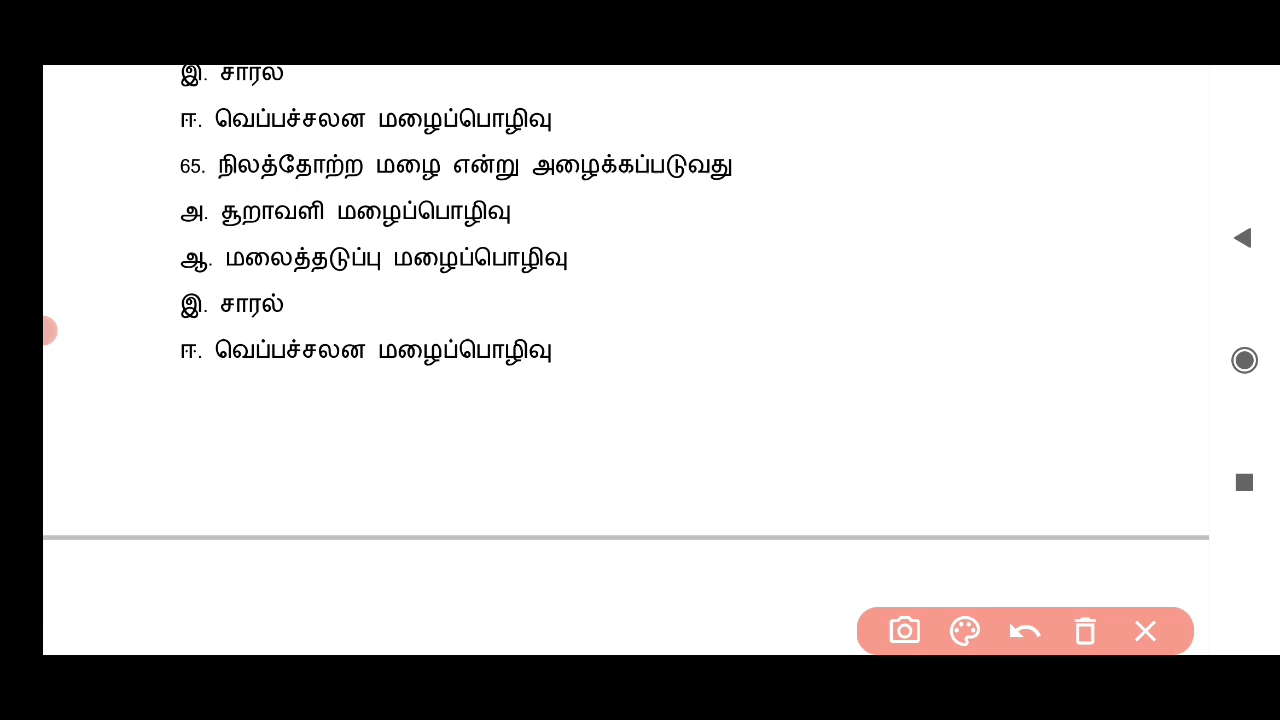 இ. சாரல்
ஈ. வெப்பச்சலன மழைப்பொழிவு
65. நிலத்தோற்ற மழை என்று அழைக்கப்படுவது
அ. சூறாவளி மழைப்பொழிவு
ஆ. மலைத்தடுப்பு மழைப்பொழிவு
இ. சாரல்
ஈ. வெப்பச்சலன மழைப்பொழிவு